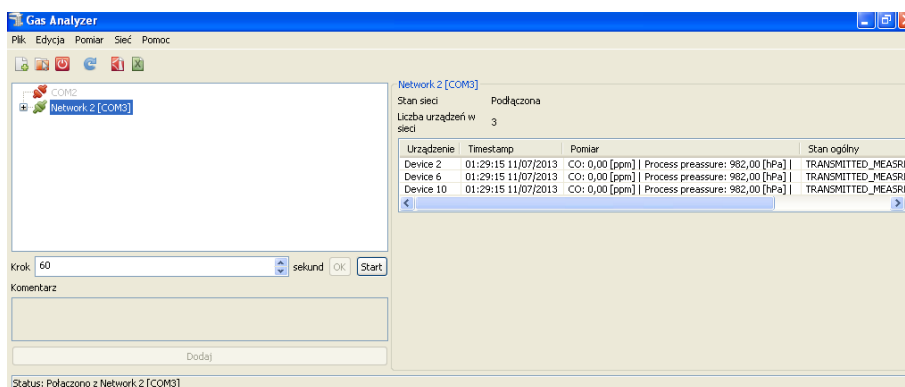 Gas Analyzer
Plik Edycja Pomiar Sieć Pomoc
COM2
Network 2 [COM3]
Krok 60 sekund OK Start
Komentarz
Dodaj
Network 2 [COM3]
Stan sieci Podłączona
Liczba urządzeń w
sieci 3
Urządzenie Timestamp Pomiar Stan ogólny
Device 2 01:29:15 11/07/2013 CO: 0,00 [ppm] | Process preassure: 982,00 [hPa] | TRANSMITTED_MEASR
Device 6 01:29:15 11/07/2013 CO: 0,00 [ppm] | Process preassure: 982,00 [hPa] | TRANSMITTED_MEASR
Device 10 01:29:15 11/07/2013 CO: 0,00 [ppm] | Process preassure: 982,00 [hPa] | TRANSMITTED_MEASR
Status: Połączono z Network 2 [COM3]